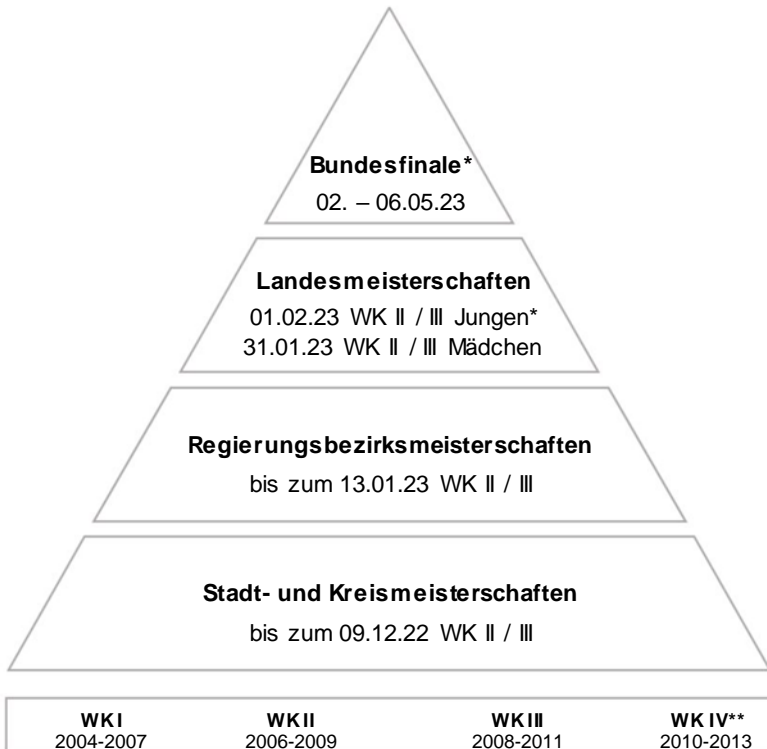 Bundesfinale*
02. – 06.05.23
Landesmeisterschaften
01.02.23 WK II / III Jungen*
31.01.23 WK II / III Mädchen
Regierungsbezirksmeisterschaften
bis zum 13.01.23 WK II / III
Stadt- und Kreismeisterschaften
bis zum 09.12.22 WK II / III
WK I WK II WK III WK IV**
2004-2007 2006-2009 2008-2011 2010-2013